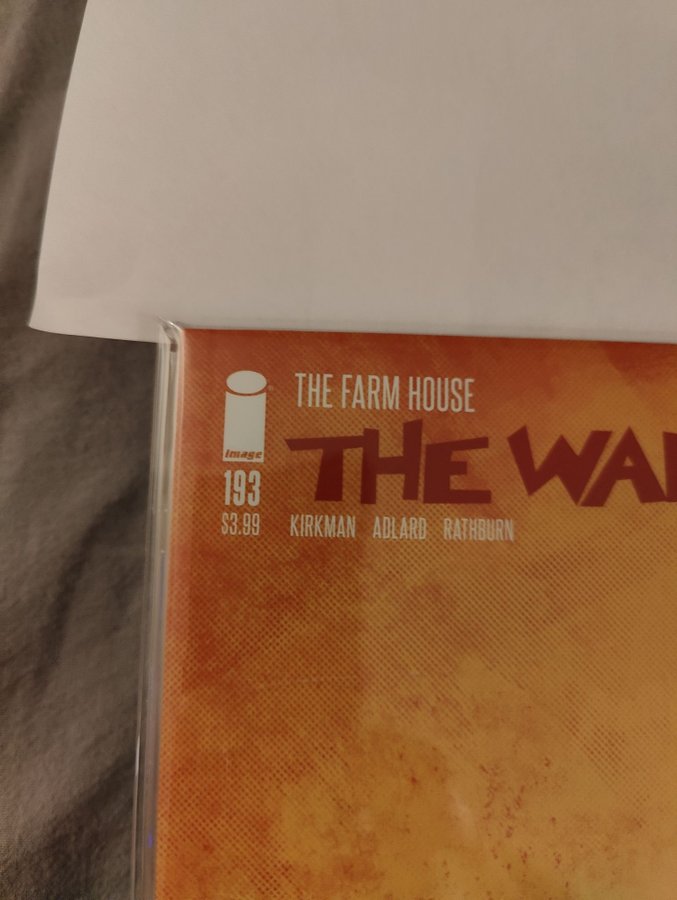 THE FARM HOUSE
image
THE WA
193
$3.99
KIRKMAN ADLARD RATHBURN